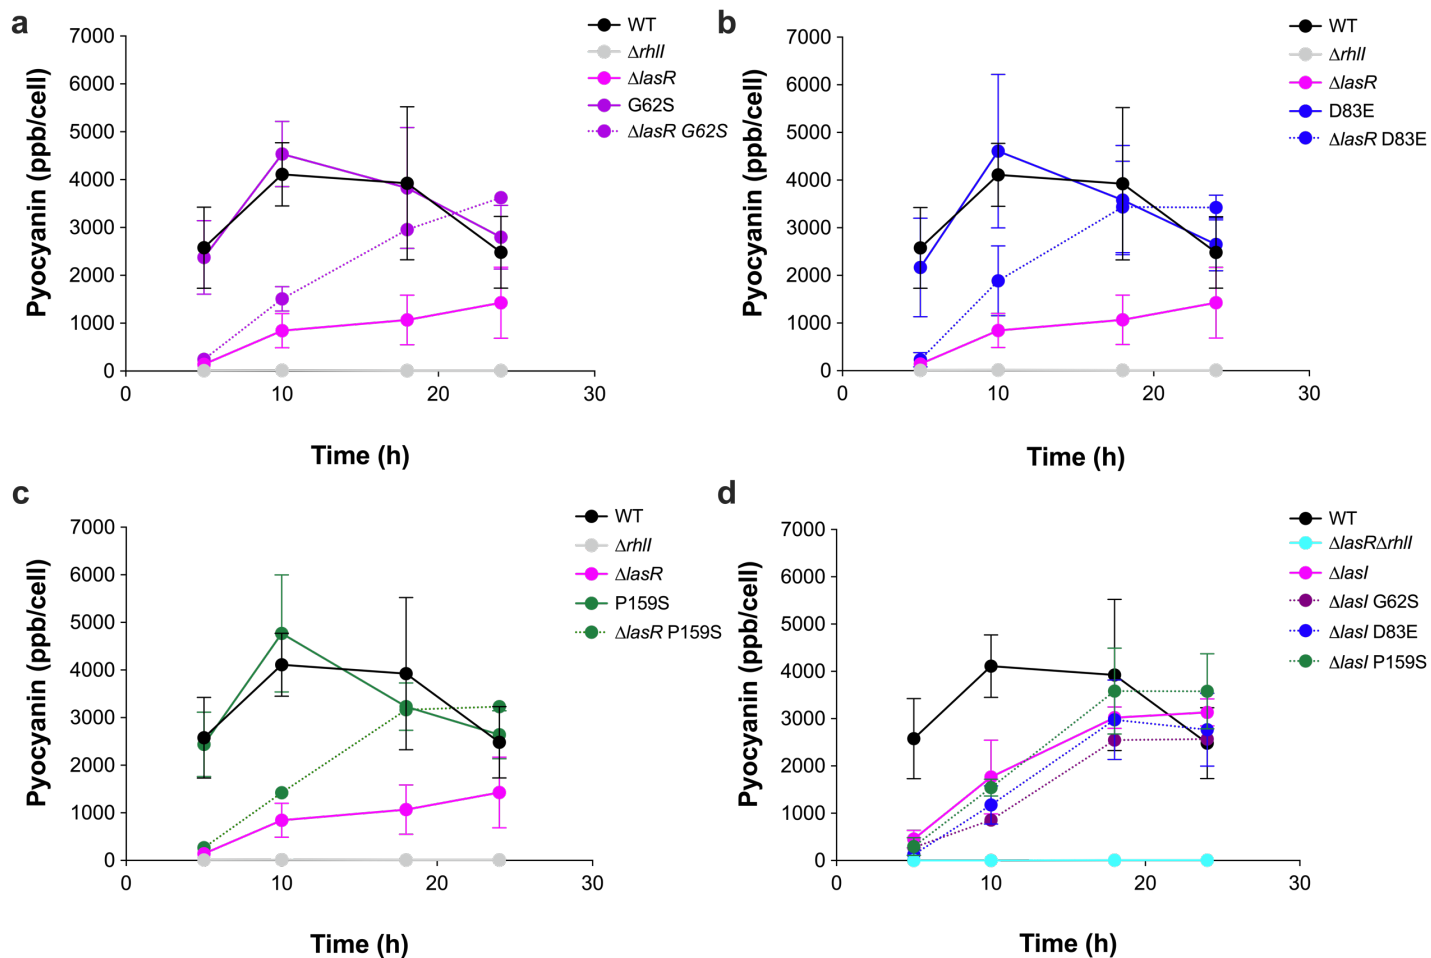 a
Pyocyanin (ppb/cell)
7000
6000
5000
4000
3000
2000
1000
0
0
10
20
30
Time (h)
WT
ΔrhlI
ΔlasR
G62S
ΔlasR G62S
b
Pyocyanin (ppb/cell)
7000
6000
5000
4000
3000
2000
1000
0
0
10
20
30
Time (h)
WT
ΔrhlI
ΔlasR
D83E
ΔlasR D83E
c
Pyocyanin (ppb/cell)
7000
6000
5000
4000
3000
2000
1000
0
0
10
20
30
Time (h)
WT
ΔrhlI
ΔlasR
P159S
ΔlasR P159S
d
Pyocyanin (ppb/cell)
7000
6000
5000
4000
3000
2000
1000
0
0
10
20
30
Time (h)
WT
ΔlasRΔrhlI
ΔlasI
ΔlasI G62S
ΔlasI D83E
ΔlasI P159S